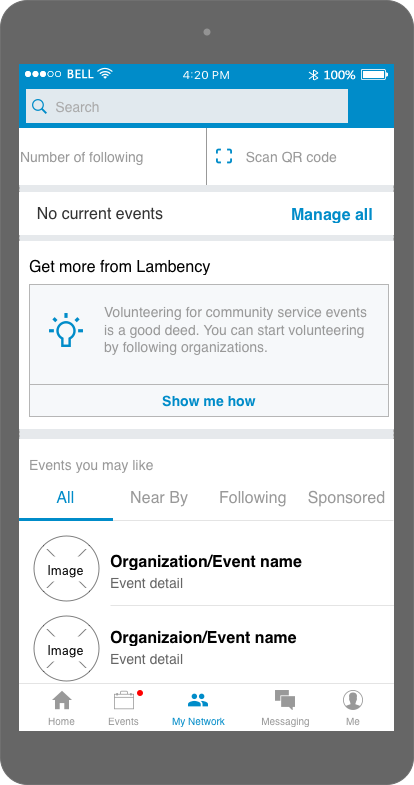 BELL
4:20 PM
100%
Search
Number of following
Scan QR code
No current events
Manage all
Get more from Lambency
Volunteering for community service events
is a good deed. You can start volunteering
by following organizations.
Show me how
Events you may like
All
Near By
Following
Sponsored
Image
Organization/Event name
Event detail
Image
Organizaion/Event name
Event detail
Home
Events
My Network
Messaging
Me